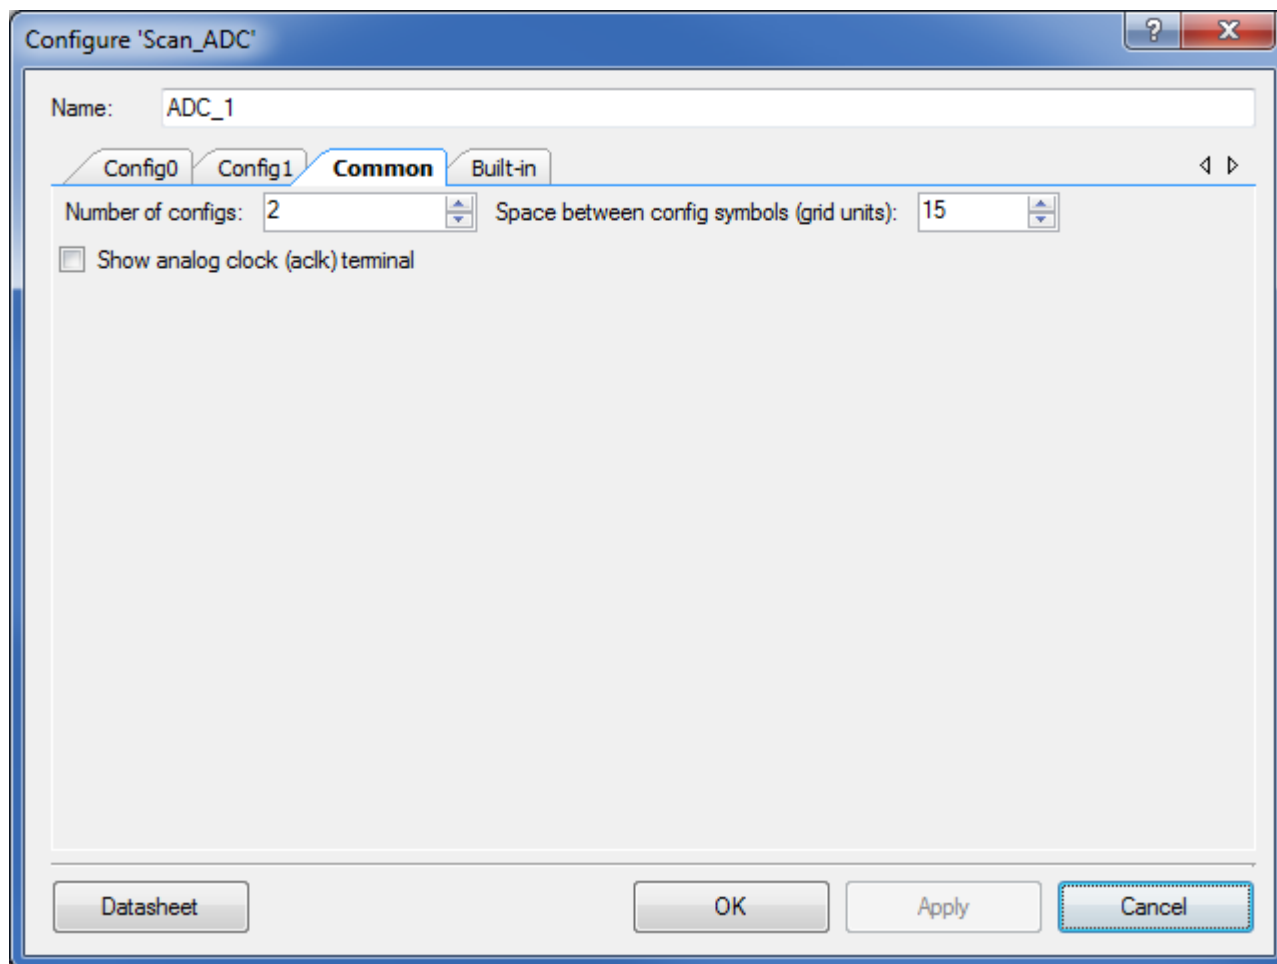 Configure 'Scan_ADC'
Name: ADC_1
Config0 Config1 Common Built-in
Number of configs: 2 Space between config symbols (grid units): 15
Show analog clock (aclk) terminal
Datasheet OK Apply Cancel